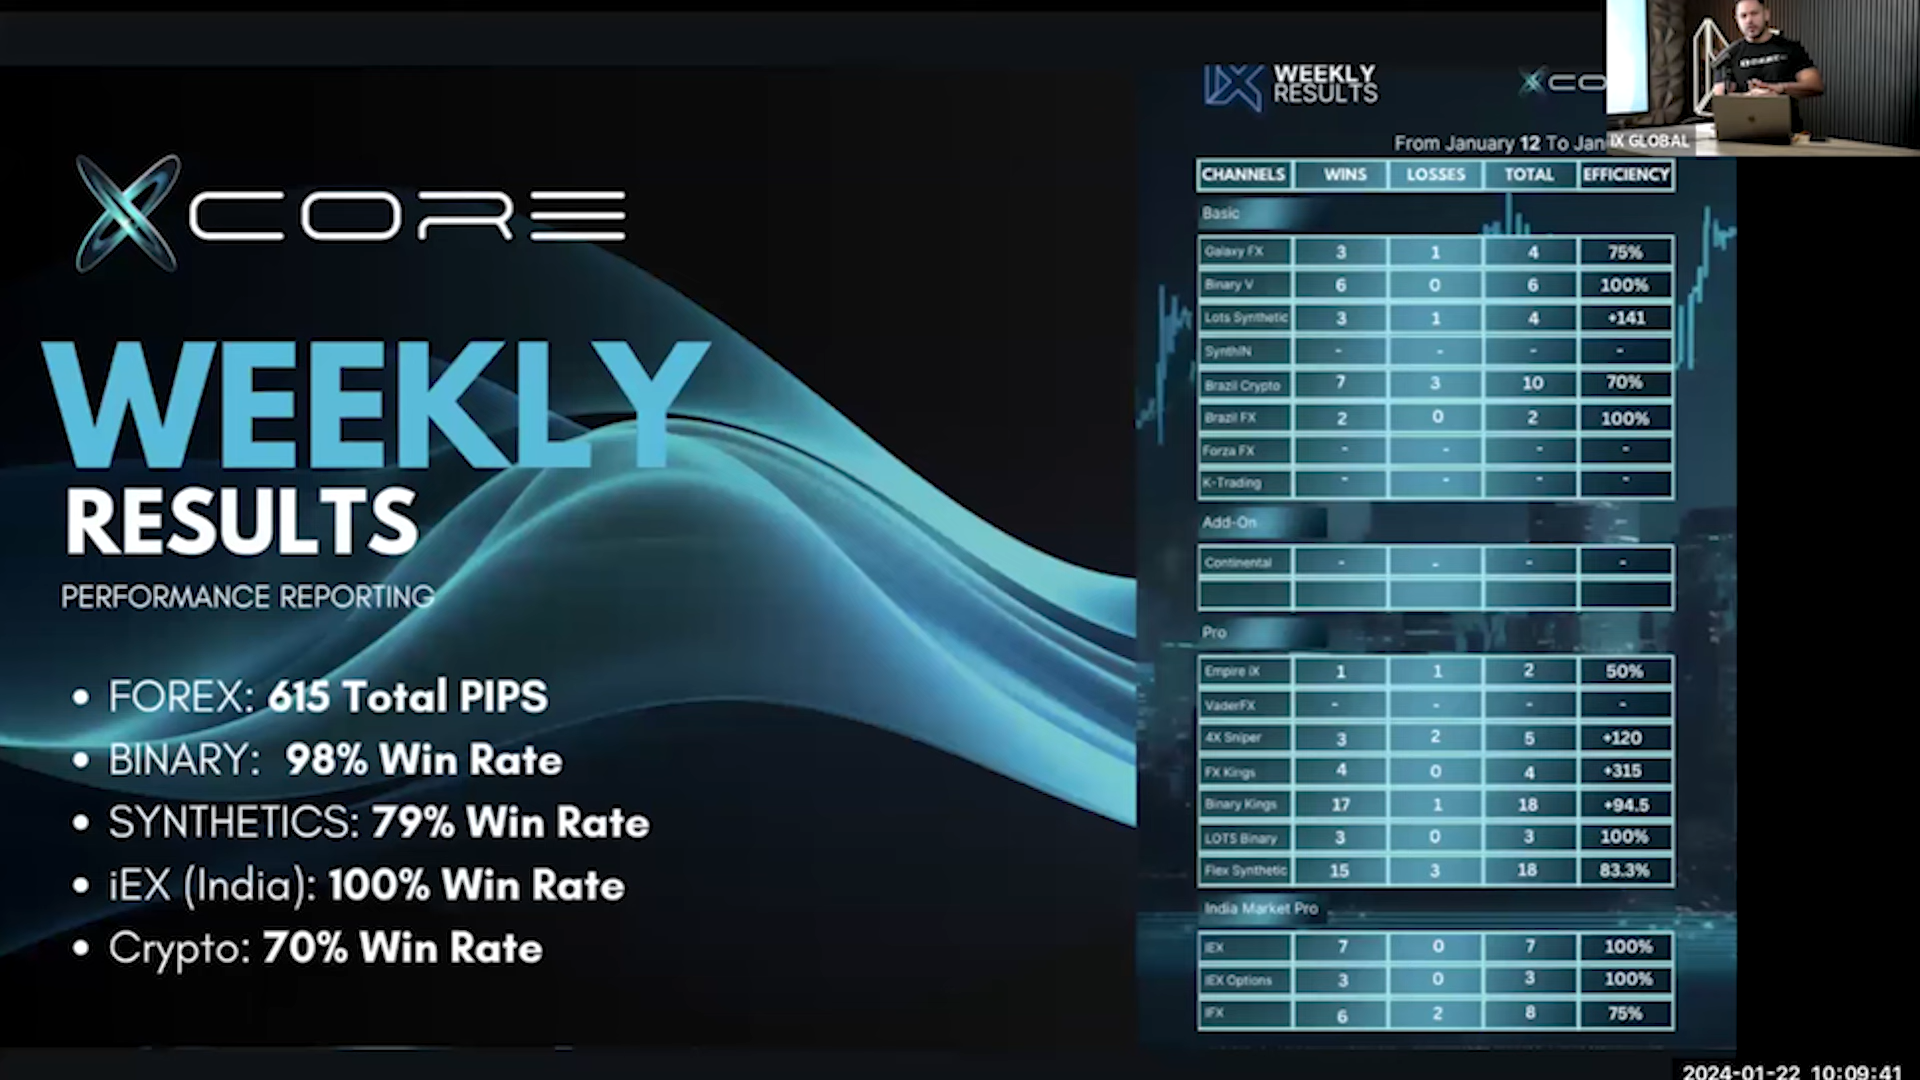 XCORE
WEEKLY
RESULTS
PERFORMANCE REPORTING
• FOREX: 615 Total PIPS
• BINARY: 98% Win Rate
• SYNTHETICS: 79% Win Rate
• iEX (India): 100% Win Rate
• Crypto: 70% Win Rate
IX WEEKLY
RESULTS
XCO
From January 12 To Jan
IX GLOBAL
CHANNELS WINS LOSSES TOTAL EFFICIENCY
Basic
Galaxy FX 3 1 4 75%
Binary V 6 0 6 100%
Lots Synthetic 3 1 4 +141
SynthIN - - - -
Brazil Crypto 7 3 10 70%
Brazil FX 2 0 2 100%
Forza FX - - - -
K-Trading - - - -
Add-On
Continental - - - -
Pro
Empire iX 1 1 2 50%
VaderFX - - - -
4X Sniper 3 2 5 +120
FX Kings 4 0 4 +315
Binary Kings 17 1 18 +94.5
LOTS Binary 3 0 3 100%
Flex Synthetic 15 3 18 83.3%
India Market Pro
IEX 7 0 7 100%
IEX Options 3 0 3 100%
IFX 6 2 8 75%
2024-01-22 10:09:41